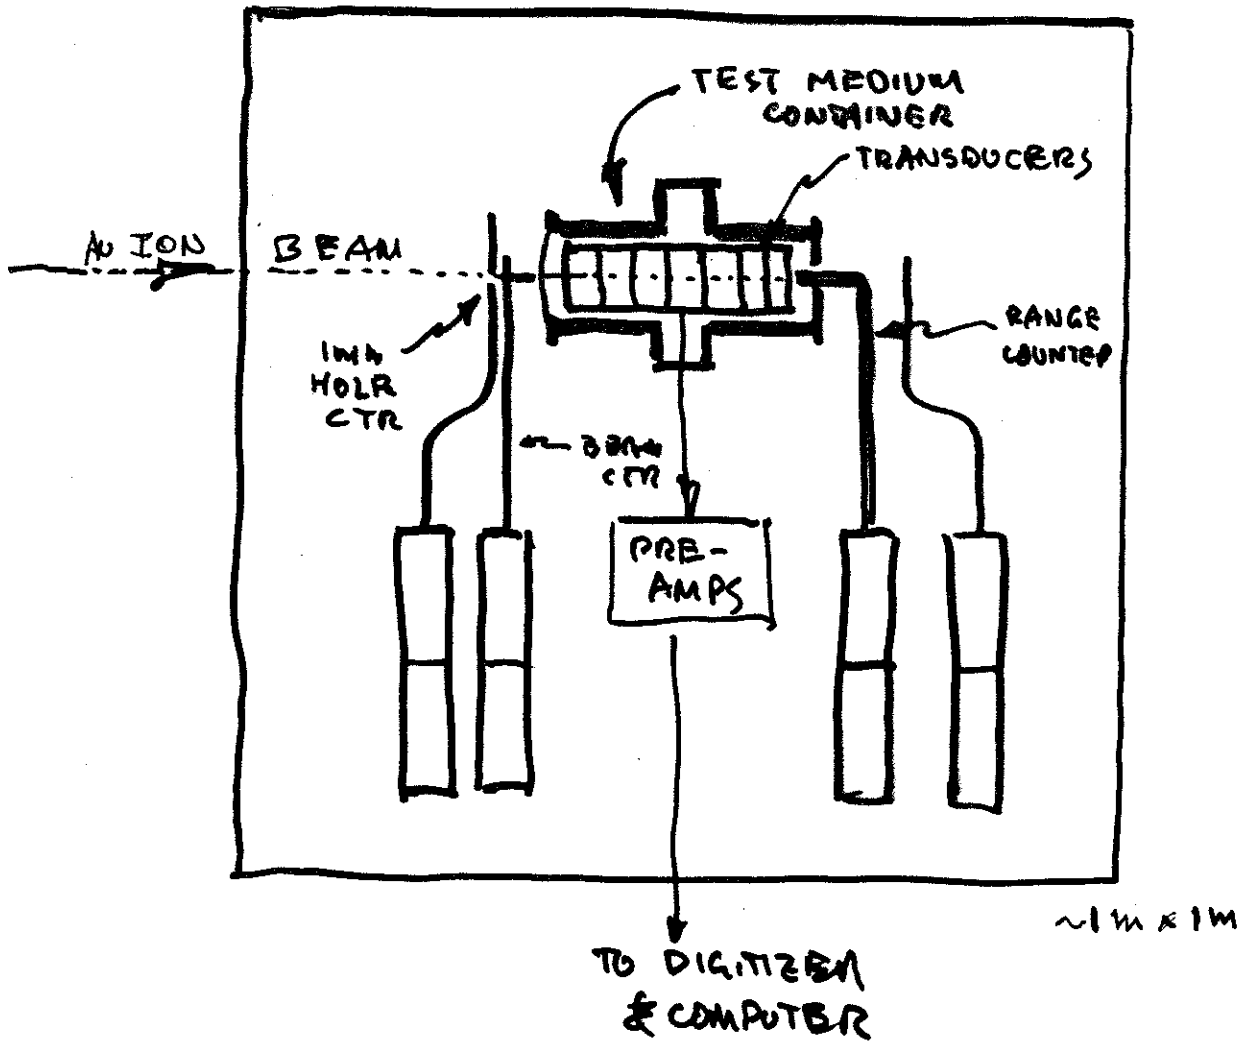 TEST MEDIUM
CONTAINER
TRANSDUCERS
Au ION BEAM
RANGE
COUNTER
HOLE
CTR
BEAM
CTR
PRE-
AMPS
~1m x 1m
TO DIGITIZER
& COMPUTER